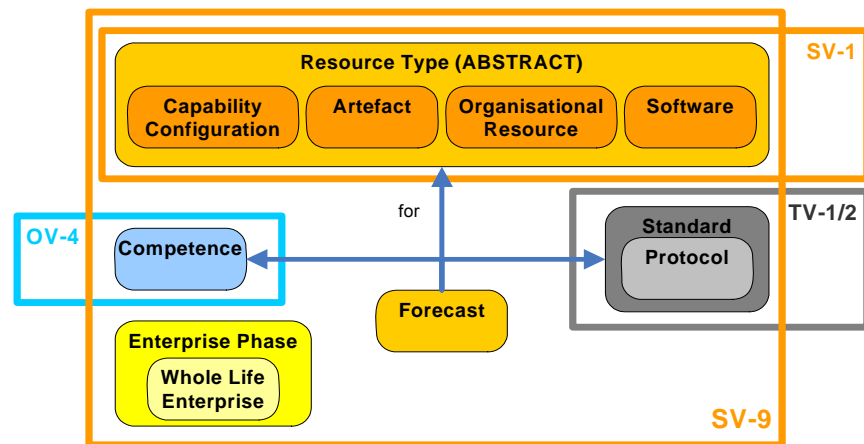 Resource Type (ABSTRACT)
SV-1
Capability
Configuration
Artefact
Organisational
Resource
Software
for
TV-1/2
OV-4
Competence
Standard
Protocol
Forecast
Enterprise Phase
Whole Life
Enterprise
SV-9